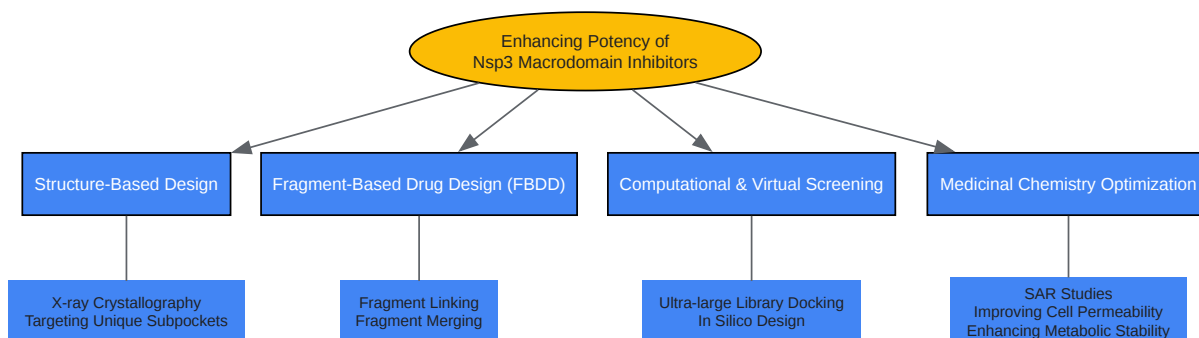 Enhancing Potency of
Nsp3 Macrodomain Inhibitors
Structure-Based Design
Fragment-Based Drug Design (FBDD)
Computational & Virtual Screening
Medicinal Chemistry Optimization
X-ray Crystallography
Targeting Unique Subpockets
Fragment Linking
Fragment Merging
Ultra-large Library Docking
In Silico Design
SAR Studies
Improving Cell Permeability
Enhancing Metabolic Stability